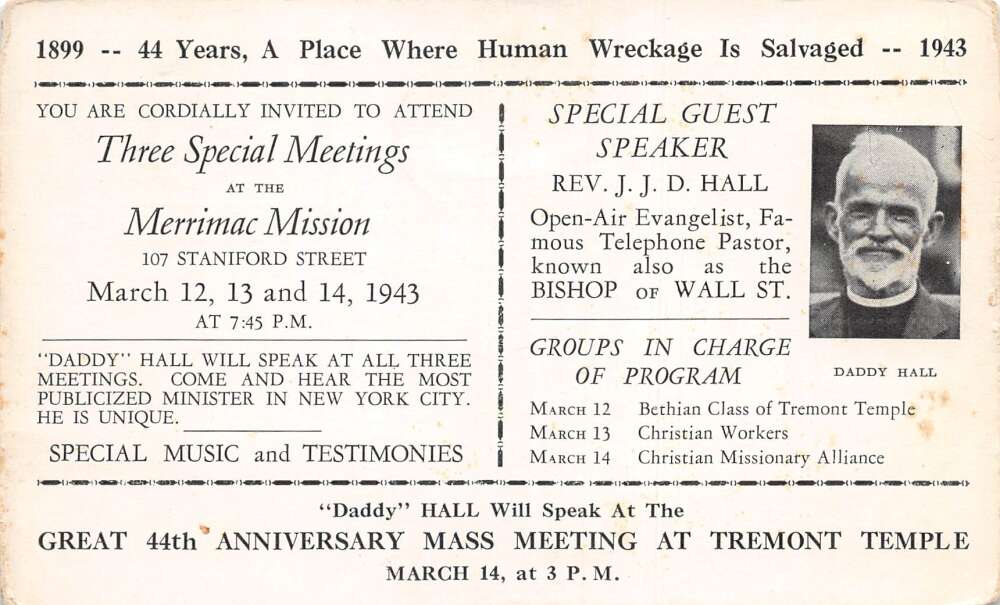 1899 -- 44 Years, A Place Where Human Wreckage Is Salvaged -- 1943
YOU ARE CORDIALLY INVITED TO ATTEND
Three Special Meetings
AT THE
Merrimac Mission
107 STANIFORD STREET
March 12, 13 and 14, 1943
AT 7:45 P.M.
"DADDY" HALL WILL SPEAK AT ALL THREE
MEETINGS. COME AND HEAR THE MOST
PUBLICIZED MINISTER IN NEW YORK CITY.
HE IS UNIQUE.
SPECIAL MUSIC and TESTIMONIES
SPECIAL GUEST
SPEAKER
REV. J. J. D. HALL
Open-Air Evangelist, Fa-
mous Telephone Pastor,
known also as the
BISHOP OF WALL ST.
GROUPS IN CHARGE
OF PROGRAM
DADDY HALL
MARCH 12 Bethian Class of Tremont Temple
MARCH 13 Christian Workers
MARCH 14 Christian Missionary Alliance
"Daddy" HALL Will Speak At The
GREAT 44th ANNIVERSARY MASS MEETING AT TREMONT TEMPLE
MARCH 14, at 3 P. M.